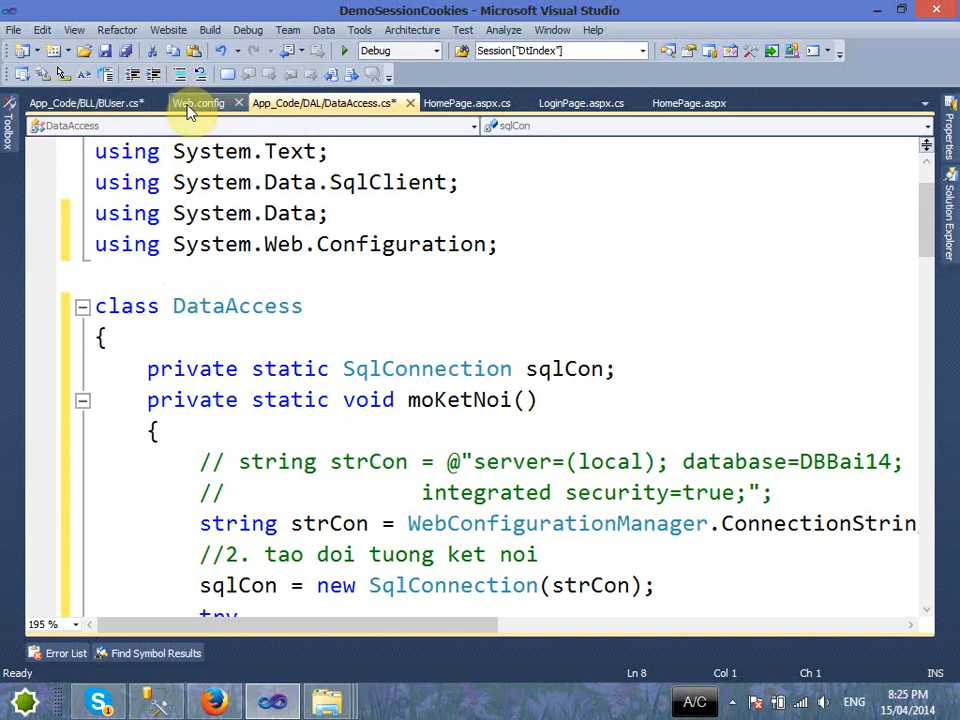 DemoSessionCookies - Microsoft Visual Studio
File Edit View Refactor Website Build Debug Team Data Tools Architecture Test Analyze Window Help
Debug Session["DtIndex"]
App_Code/BLL/BUser.cs* Web.config App_Code/DAL/DataAccess.cs* HomePage.aspx.cs LoginPage.aspx.cs HomePage.aspx
DataAccess sqlCon
Toolbox
Properties
Solution Explorer
using System.Text;
using System.Data.SqlClient;
using System.Data;
using System.Web.Configuration;
class DataAccess
{
private static SqlConnection sqlCon;
private static void moKetNoi()
{
// string strCon = @"server=(local); database=DBBai14;
// integrated security=true;";
string strCon = WebConfigurationManager.ConnectionStrin
//2. tao doi tuong ket noi
sqlCon = new SqlConnection(strCon);
try
195 %
Error List Find Symbol Results
Ready Ln 8 Col 1 Ch 1 INS
A/C ENG 8:25 PM
15/04/2014